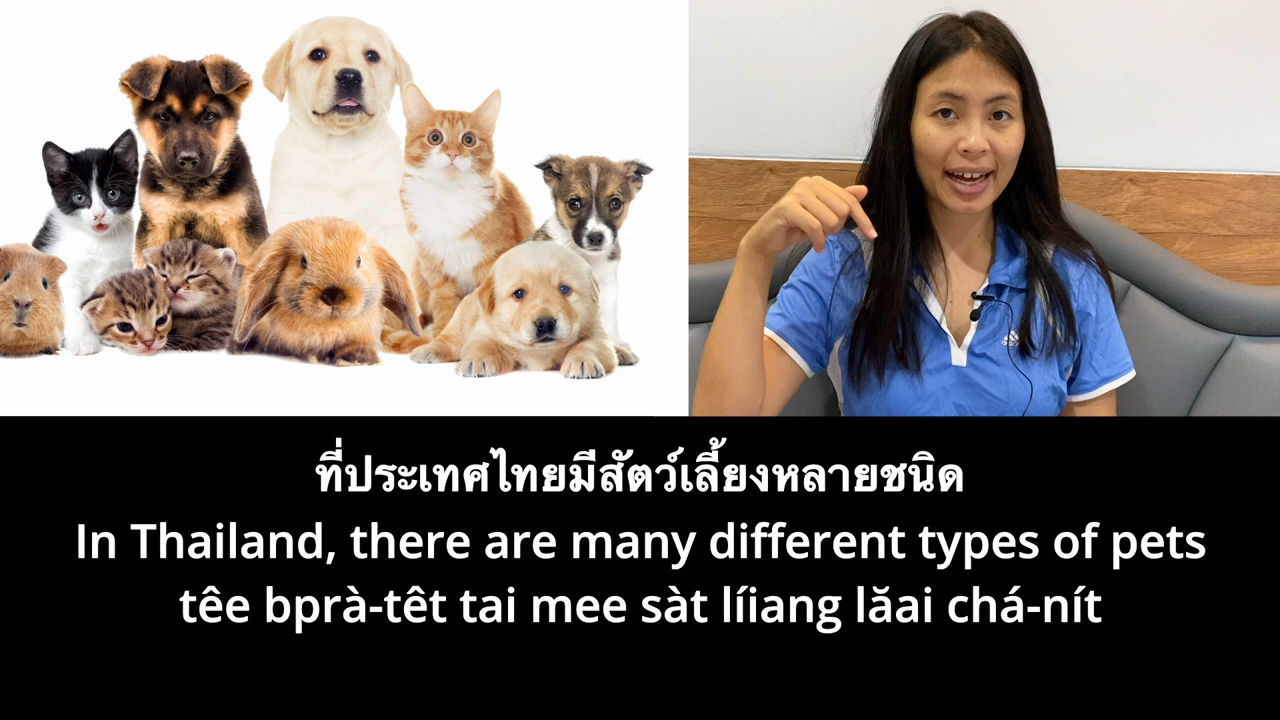 ที่ประเทศไทยมีสัตว์เลี้ยงหลายชนิด
In Thailand, there are many different types of pets
têe bprà-têt tai mee sàt líiang lăai chá-nít